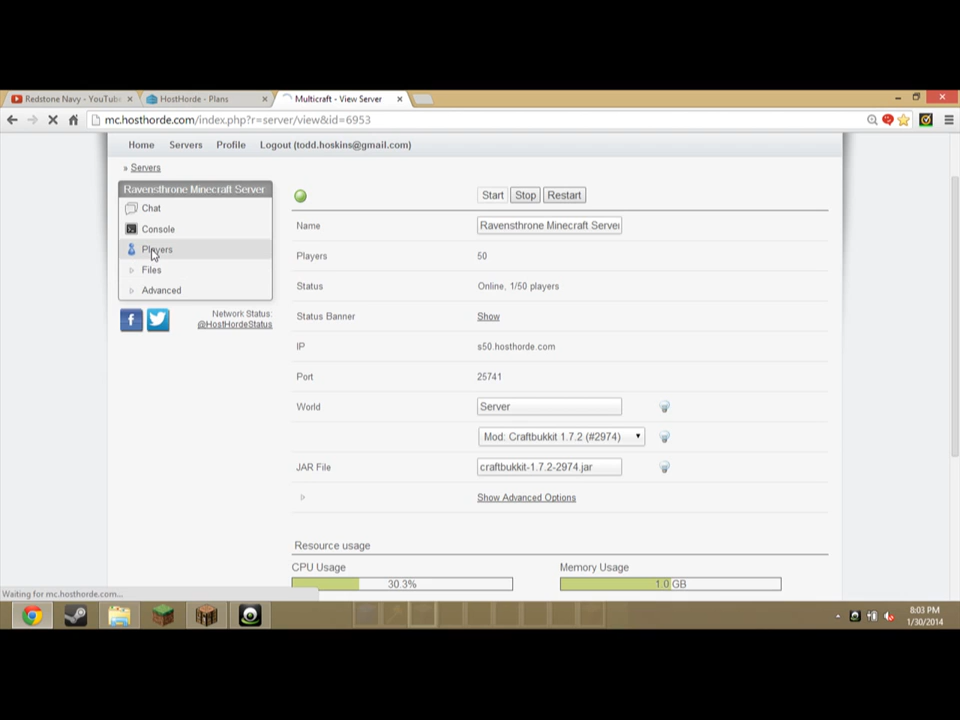 Redstone Navy - YouTub
HostHorde - Plans
Multicraft - View Server
mc.hosthorde.com/index.php?r=server/view&id=6953
Home Servers Profile Logout (todd.hoskins@gmail.com)
» Servers
Ravensthrone Minecraft Server
Chat
Console
Players
Files
Advanced
Network Status:
@HostHordeStatus
Start Stop Restart
Name Ravensthrone Minecraft Server
Players 50
Status Online, 1/50 players
Status Banner Show
IP s50.hosthorde.com
Port 25741
World Server
Mod: Craftbukkit 1.7.2 (#2974)
JAR File craftbukkit-1.7.2-2974.jar
Show Advanced Options
Resource usage
CPU Usage Memory Usage
30.3% 1.0 GB
Waiting for mc.hosthorde.com...
8:03 PM
1/30/2014